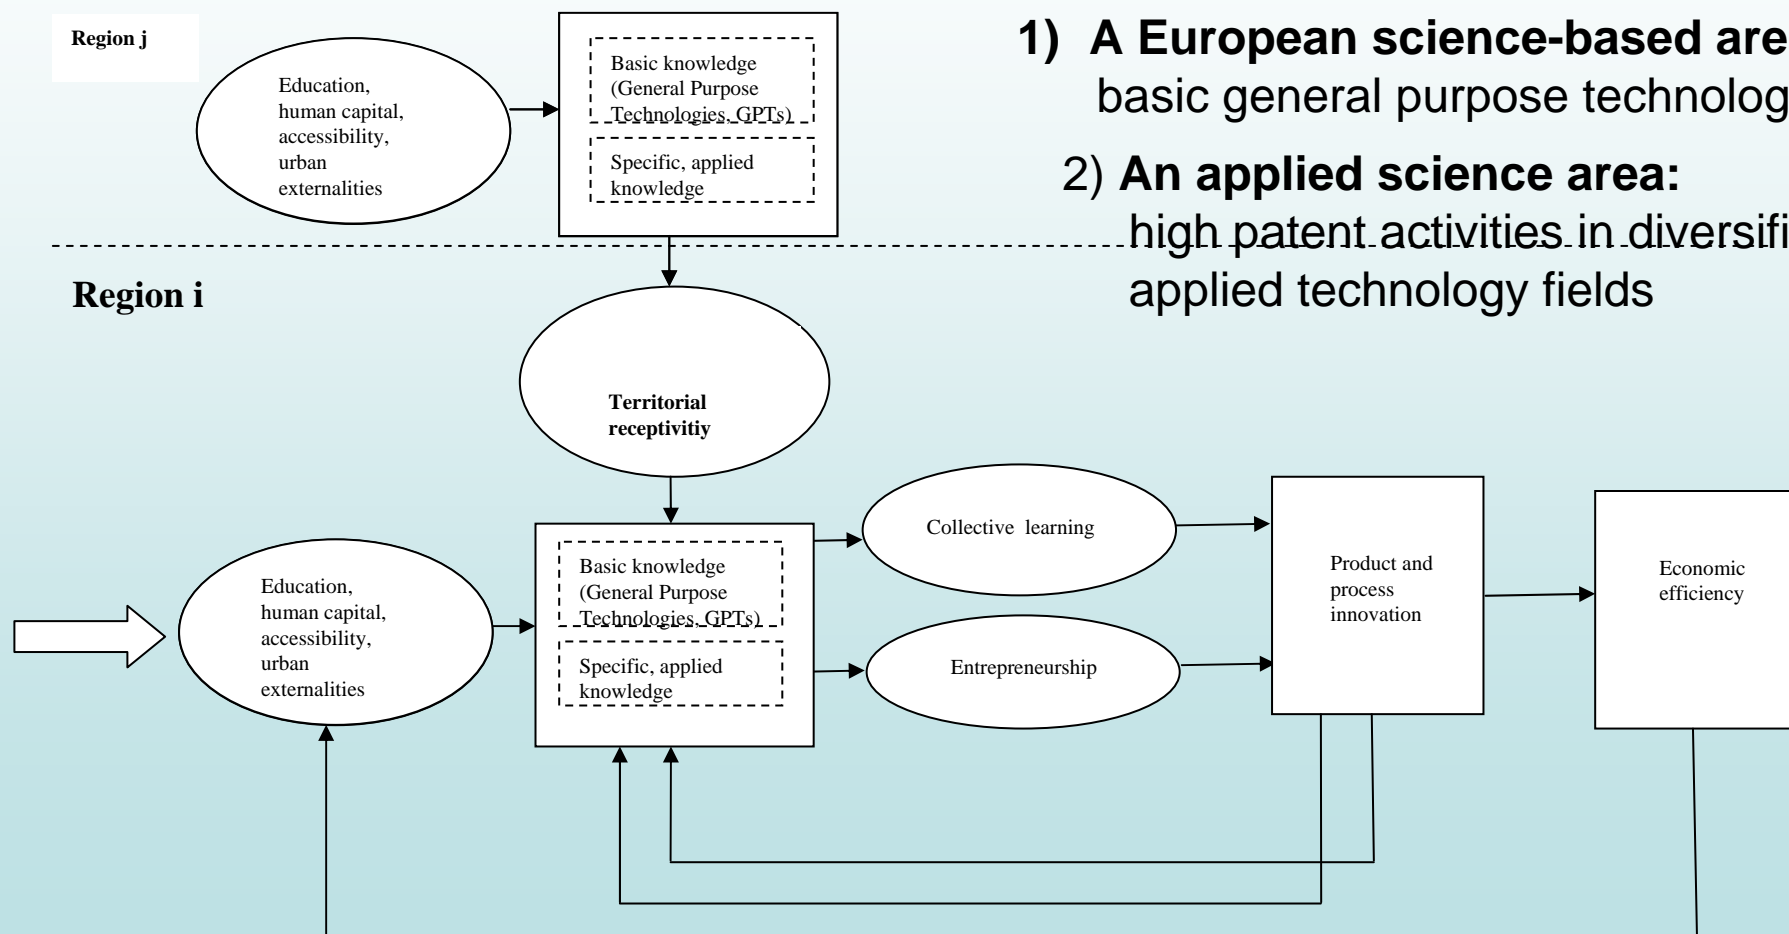 Region j
Education,
human capital,
accessibility,
urban
externalities
Basic knowledge
(General Purpose
Technologies, GPTs)
Specific, applied
knowledge
1) A European science-based are
basic general purpose technolog
2) An applied science area:
high patent activities in diversifi
applied technology fields
Region i
Territorial
receptivitiy
Education,
human capital,
accessibility,
urban
externalities
Basic knowledge
(General Purpose
Technologies, GPTs)
Specific, applied
knowledge
Collective learning
Entrepreneurship
Product and
process
innovation
Economic
efficiency